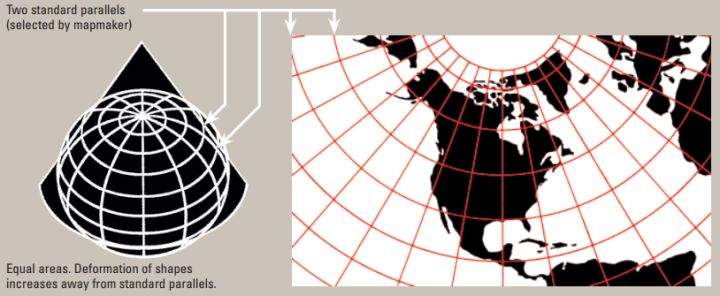 Two standard parallels
(selected by mapmaker)
Equal areas. Deformation of shapes
increases away from standard parallels.